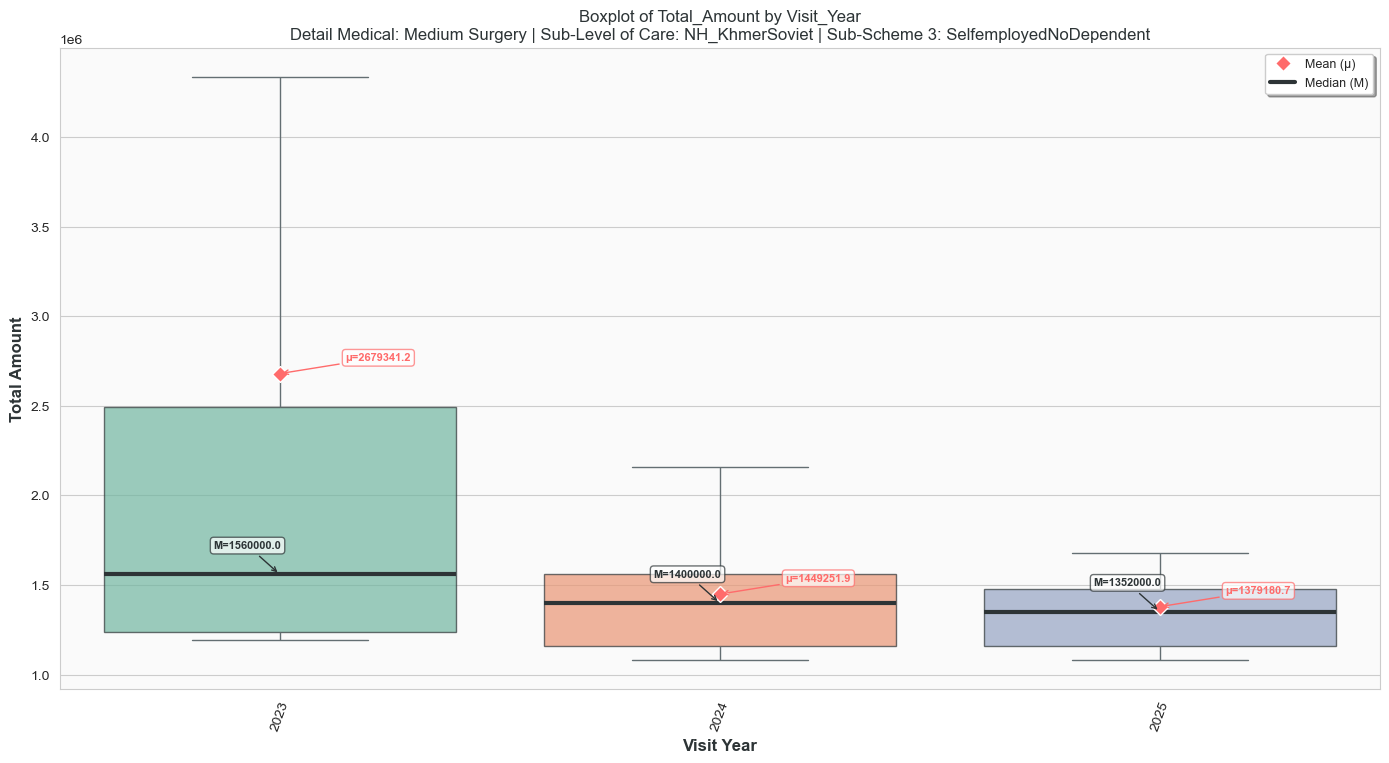 Boxplot of Total_Amount by Visit_Year
Detail Medical: Medium Surgery | Sub-Level of Care: NH_KhmerSoviet | Sub-Scheme 3: SelfemployedNoDependent
1e6
Mean (μ)
Median (M)
4.0
3.5
3.0
2.5
2.0
1.5
1.0
Total Amount
μ=2679341.2
M=1560000.0
M=1400000.0
μ=1449251.9
M=1352000.0
μ=1379180.7
2023
2024
2025
Visit Year